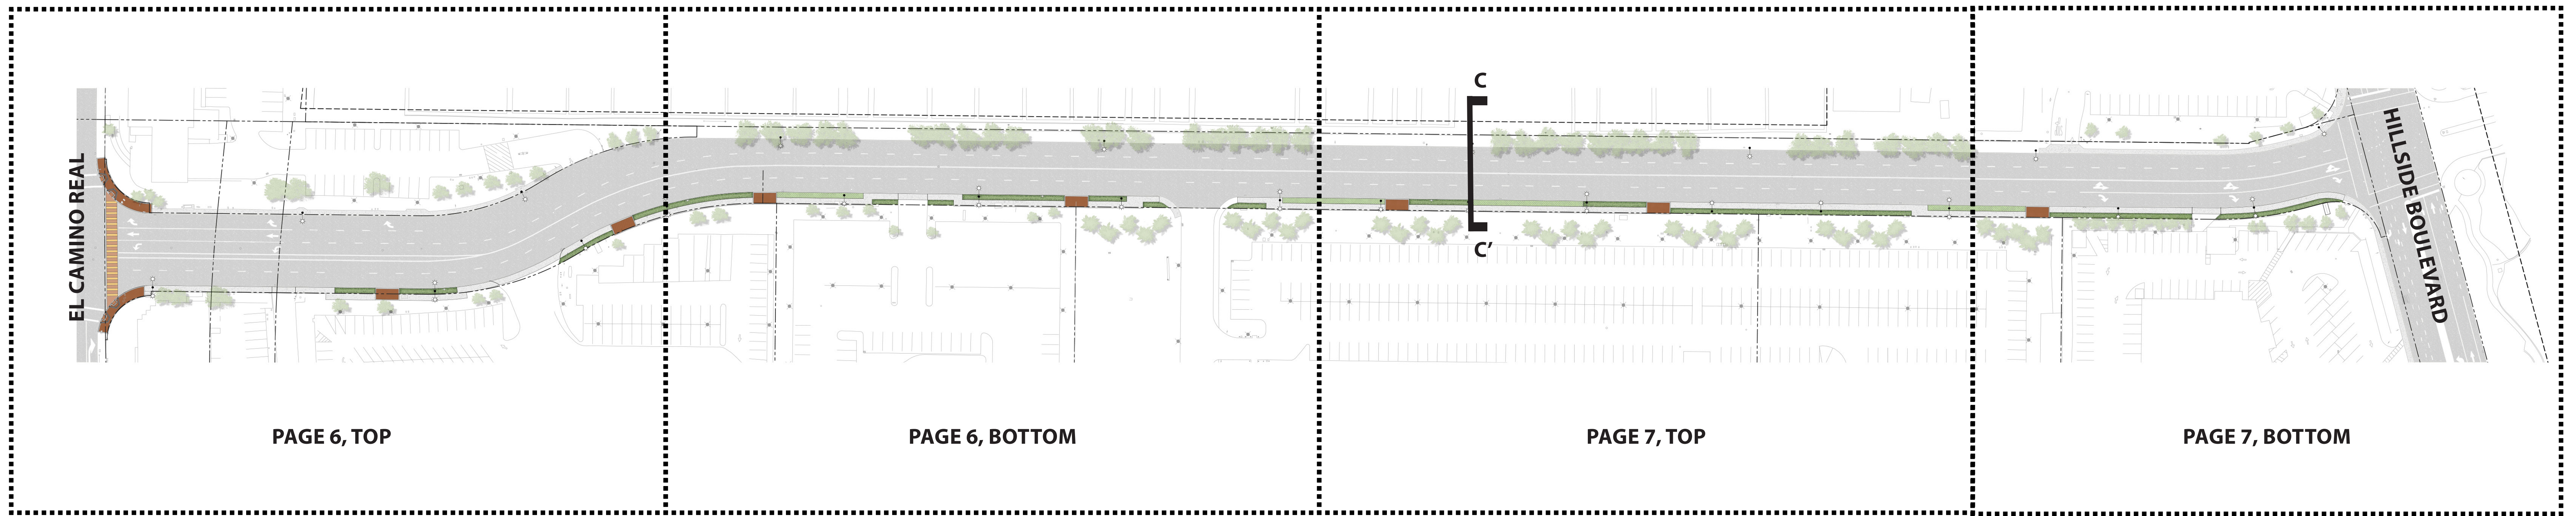 C
EL CAMINO REAL
HILLSIDE BOULEVARD
C'
PAGE 6, TOP
PAGE 6, BOTTOM
PAGE 7, TOP
PAGE 7, BOTTOM